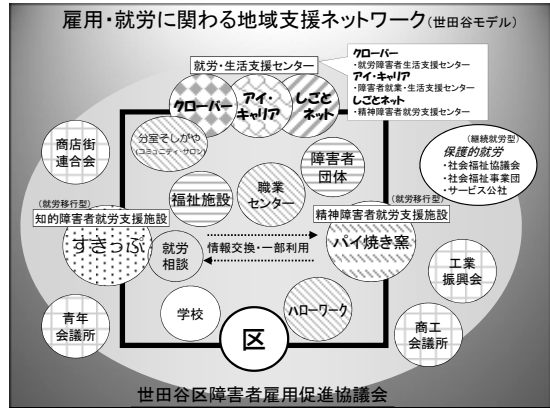 雇用・就労に関わる地域支援ネットワーク(世田谷モデル)
就労・生活支援センター
クローバー
・就労障害者生活支援センター
アイ・キャリア
・障害者就業・生活支援センター
しごとネット
・精神障害者就労支援センター
クローバー
アイ・
キャリア
しごと
ネット
商店街
連合会
分室そしがや
(コミュニティ・サロン)
障害者
団体
(継続就労型)
保護的就労
・社会福祉協議会
・社会福祉事業団
・サービス公社
福祉施設
職業
センター
(就労移行型)
知的障害者就労支援施設
(就労移行型)
精神障害者就労支援施設
すきっぷ
就労
相談
情報交換・一部利用
パイ焼き窯
工業
振興会
青年
会議所
学校
ハローワーク
商工
会議所
区
世田谷区障害者雇用促進協議会